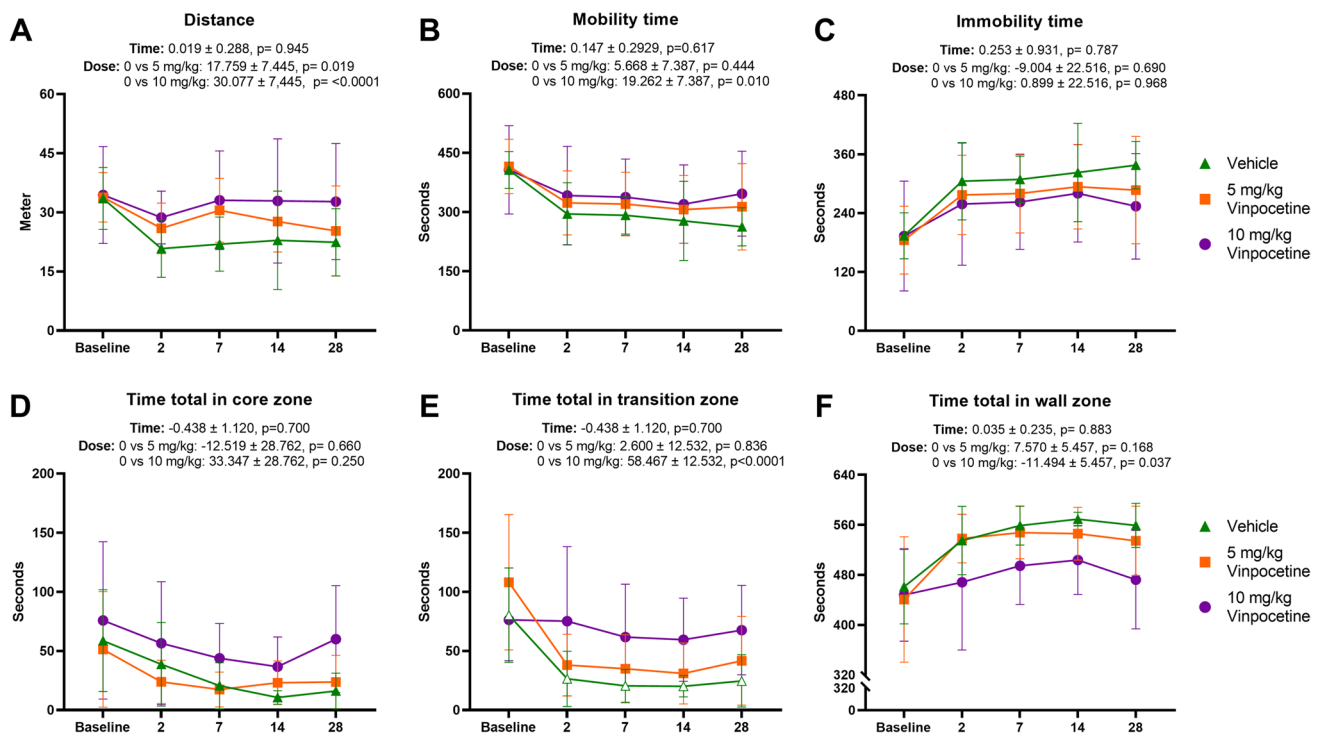 A
Distance
Time: 0.019 ± 0.288, p= 0.945
Dose: 0 vs 5 mg/kg: 17.759 ± 7.445, p= 0.019
0 vs 10 mg/kg: 30.077 ± 7,445, p= <0.0001
60
45
30
15
0
Meter
Baseline 2 7 14 28
B
Mobility time
Time: 0.147 ± 0.2929, p=0.617
Dose: 0 vs 5 mg/kg: 5.668 ± 7.387, p= 0.444
0 vs 10 mg/kg: 19.262 ± 7.387, p= 0.010
600
450
300
150
0
Seconds
Baseline 2 7 14 28
C
Immobility time
Time: 0.253 ± 0.931, p= 0.787
Dose: 0 vs 5 mg/kg: -9.004 ± 22.516, p= 0.690
0 vs 10 mg/kg: 0.899 ± 22.516, p= 0.968
480
360
240
120
0
Seconds
Baseline 2 7 14 28
Vehicle
5 mg/kg
Vinpocetine
10 mg/kg
Vinpocetine
D
Time total in core zone
Time: -0.438 ± 1.120, p=0.700
Dose: 0 vs 5 mg/kg: -12.519 ± 28.762, p= 0.660
0 vs 10 mg/kg: 33.347 ± 28.762, p= 0.250
200
150
100
50
0
Seconds
Baseline 2 7 14 28
E
Time total in transition zone
Time: -0.438 ± 1.120, p=0.700
Dose: 0 vs 5 mg/kg: 2.600 ± 12.532, p= 0.836
0 vs 10 mg/kg: 58.467 ± 12.532, p<0.0001
200
150
100
50
0
Seconds
Baseline 2 7 14 28
F
Time total in wall zone
Time: 0.035 ± 0.235, p= 0.883
Dose: 0 vs 5 mg/kg: 7.570 ± 5.457, p= 0.168
0 vs 10 mg/kg: -11.494 ± 5.457, p= 0.037
640
560
480
400
320
320
0
Seconds
Baseline 2 7 14 28
Vehicle
5 mg/kg
Vinpocetine
10 mg/kg
Vinpocetine